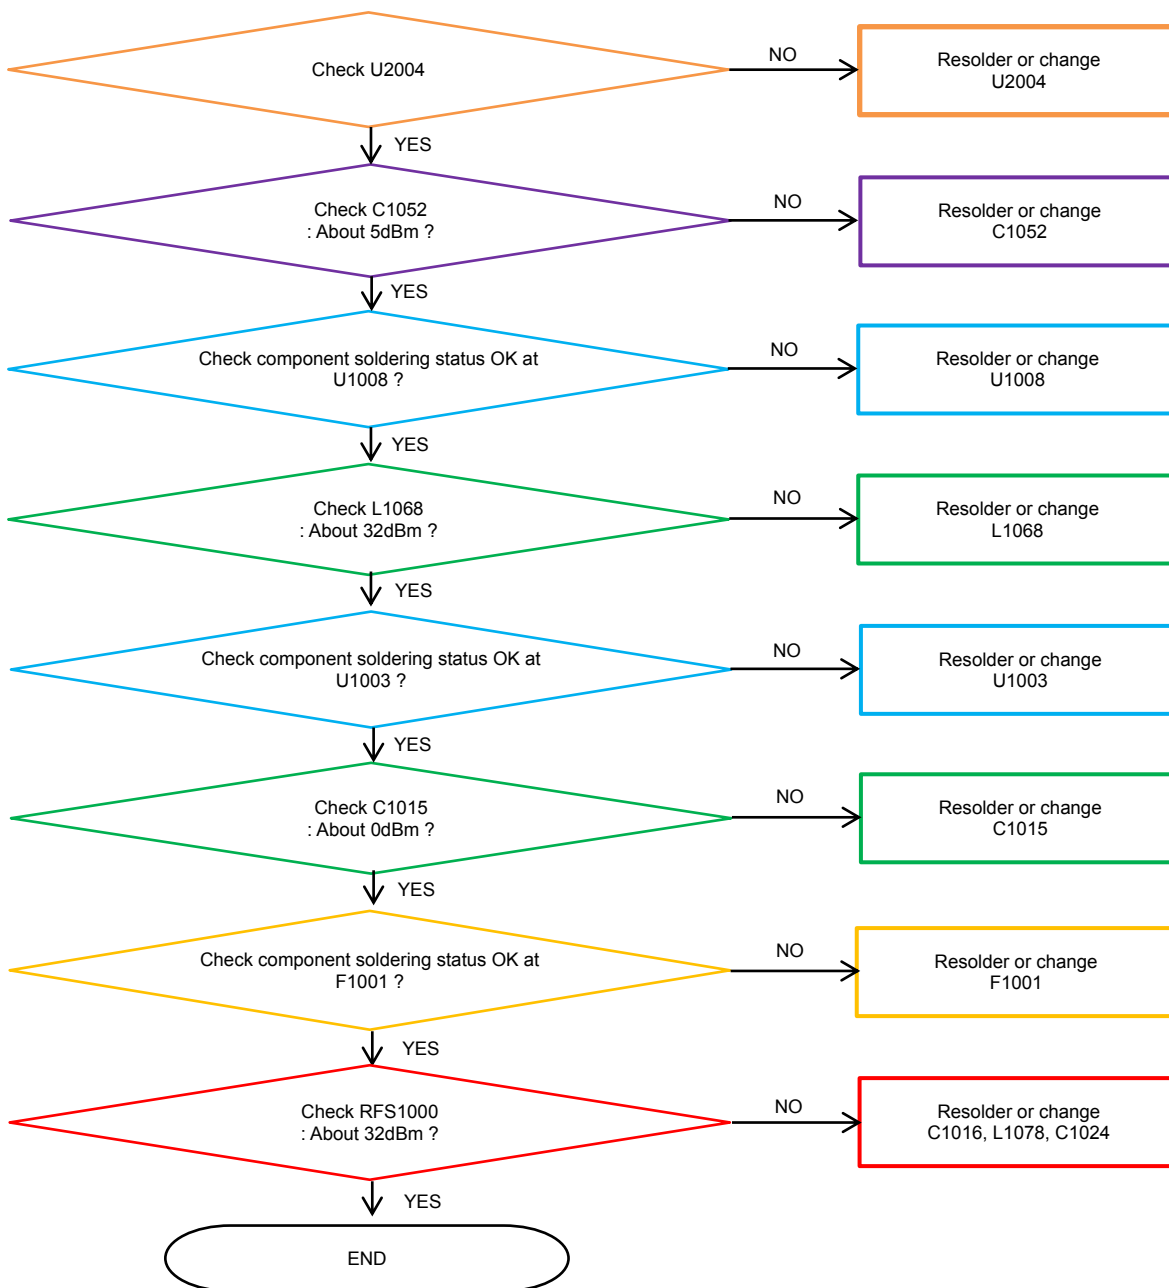 Check U2004
NO
Resolder or change
U2004
YES
Check C1052
: About 5dBm ?
NO
Resolder or change
C1052
YES
Check component soldering status OK at
U1008 ?
NO
Resolder or change
U1008
YES
Check L1068
: About 32dBm ?
NO
Resolder or change
L1068
YES
Check component soldering status OK at
U1003 ?
NO
Resolder or change
U1003
YES
Check C1015
: About 0dBm ?
NO
Resolder or change
C1015
YES
Check component soldering status OK at
F1001 ?
NO
Resolder or change
F1001
YES
Check RFS1000
: About 32dBm ?
NO
Resolder or change
C1016, L1078, C1024
YES
END